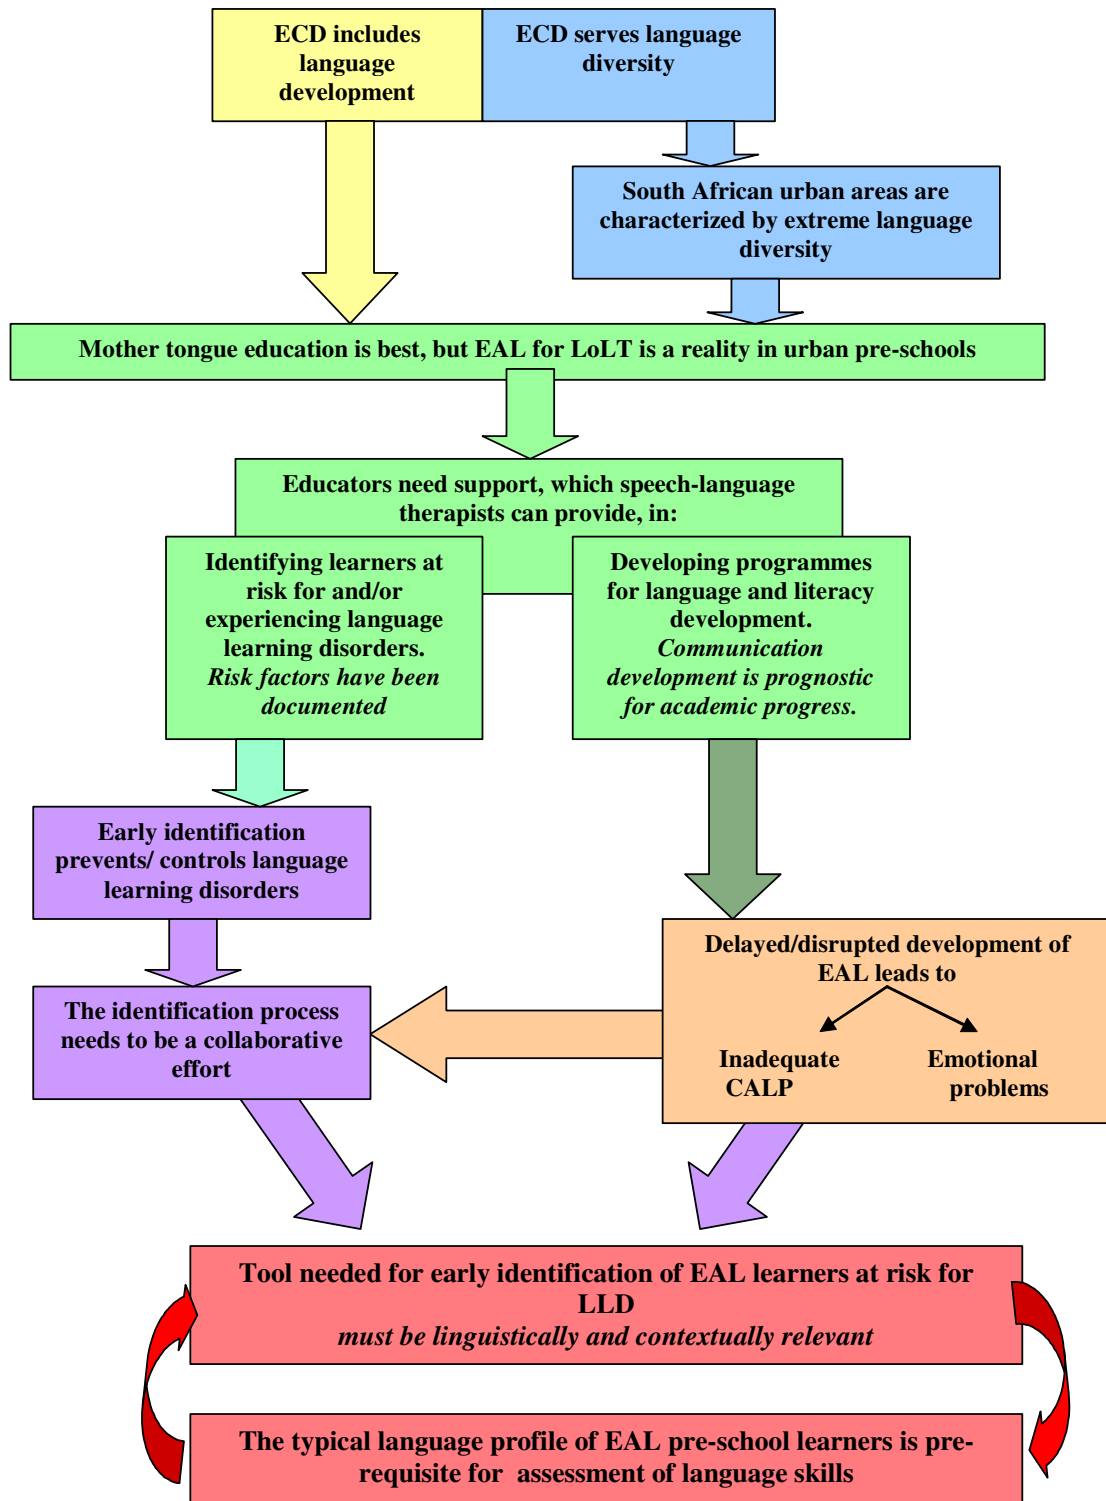 ECD includes
language
development
ECD serves language
diversity
South African urban areas are
characterized by extreme language
diversity
Mother tongue education is best, but EAL for LoLT is a reality in urban pre-schools
Educators need support, which speech-language
therapists can provide, in:
Identifying learners at
risk for and/or
experiencing language
learning disorders.
Risk factors have been
documented
Developing programmes
for language and literacy
development.
Communication
development is prognostic
for academic progress.
Early identification
prevents/ controls language
learning disorders
The identification process
needs to be a collaborative
effort
Delayed/disrupted development of
EAL leads to
Inadequate
CALP
Emotional
problems
Tool needed for early identification of EAL learners at risk for
LLD
must be linguistically and contextually relevant
The typical language profile of EAL pre-school learners is pre-
requisite for assessment of language skills